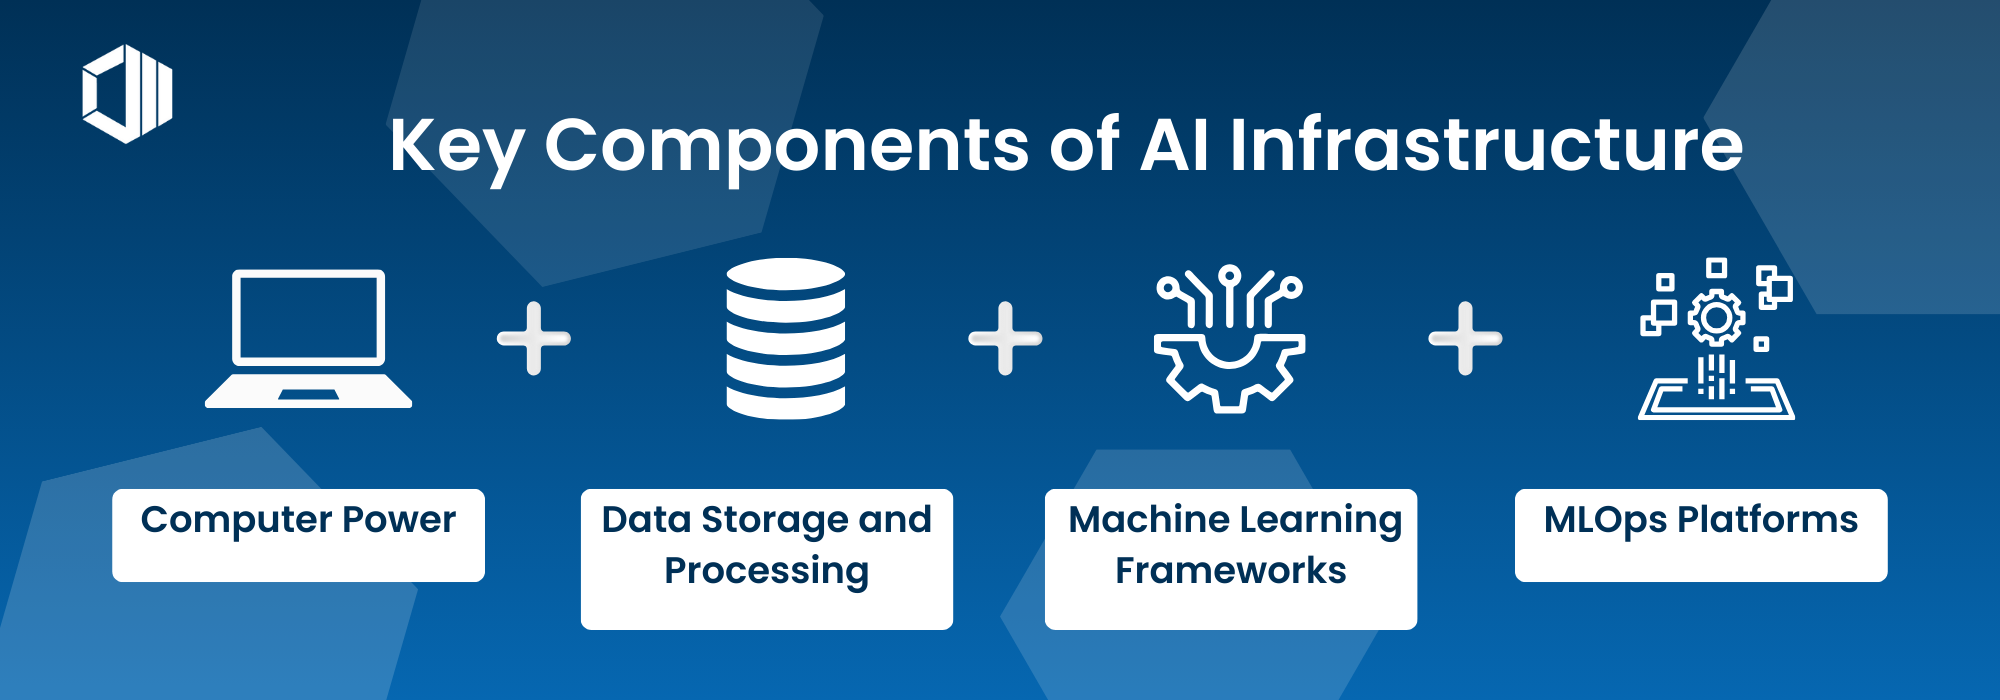 Key Components of AI Infrastructure
Computer Power
Data Storage and
Processing
Machine Learning
Frameworks
MLOps Platforms